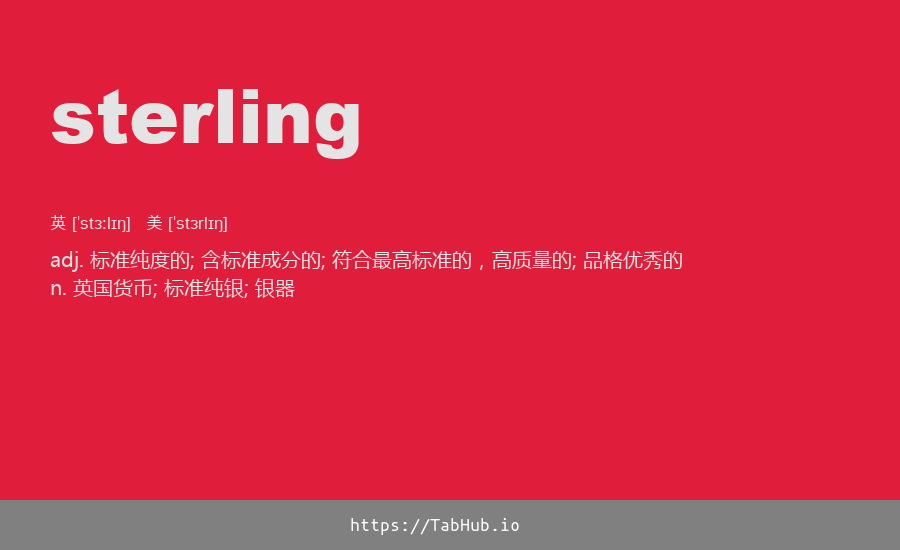 sterling
英 ['stɜːlɪŋ] 美 ['stɜrlɪŋ]
adj. 标准纯度的; 含标准成分的; 符合最高标准的，高质量的; 品格优秀的
n. 英国货币; 标准纯银; 银器
https://TabHub.io